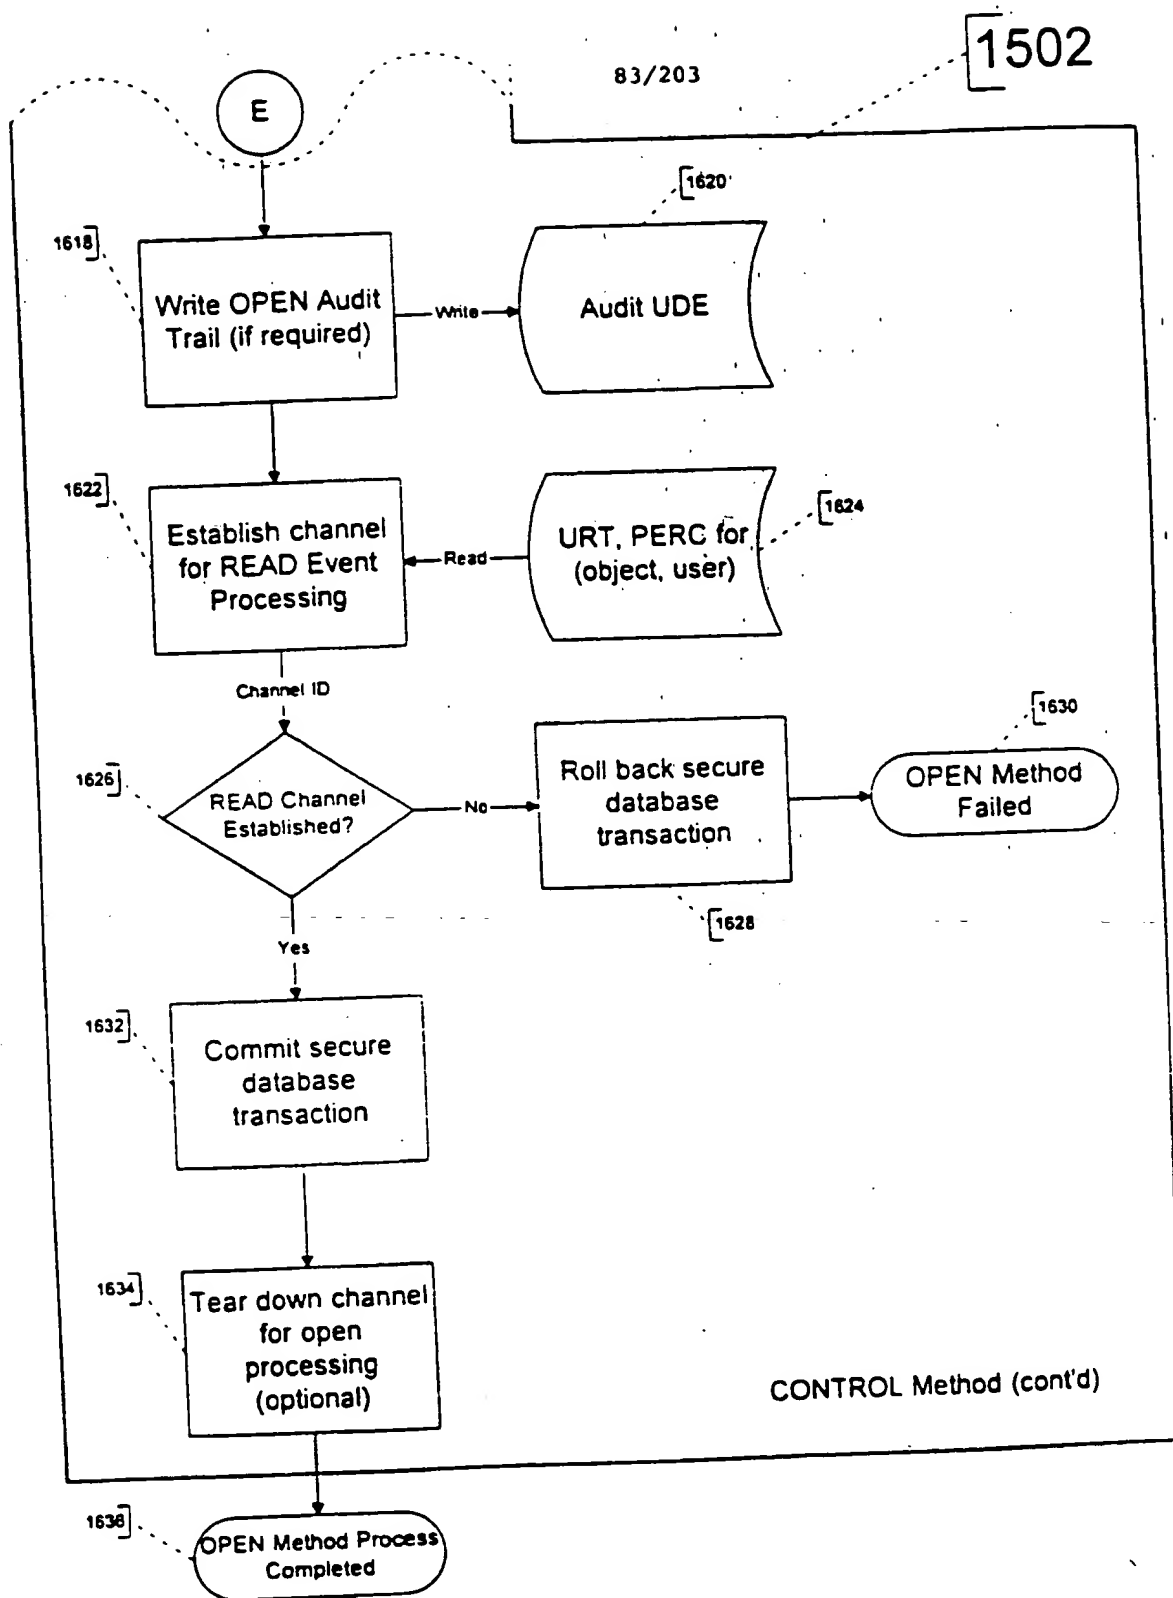 1502
83/203
E
1620
1618
Write OPEN Audit
Trail (if required)
Write
Audit UDE
1622
Establish channel
for READ Event
Processing
Read
URT, PERC for
(object, user)
1624
Channel ID
1626
READ Channel
Established?
No
Roll back secure
database
transaction
1628
1630
OPEN Method
Failed
Yes
1632
Commit secure
database
transaction
1634
Tear down channel
for open
processing
(optional)
CONTROL Method (cont'd)
1636
OPEN Method Process
Completed